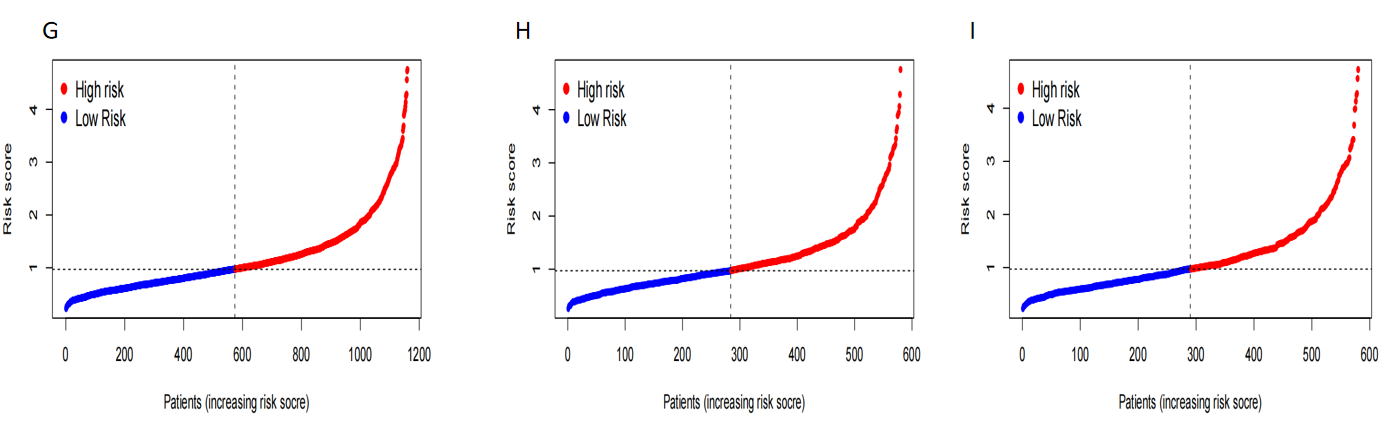 G
High risk
Low Risk
Risk score
4
3
2
1
0 200 400 600 800 1000 1200
Patients (increasing risk socre)
H
High risk
Low Risk
Risk score
4
3
2
1
0 100 200 300 400 500 600
Patients (increasing risk socre)
I
High risk
Low Risk
Risk score
4
3
2
1
0 100 200 300 400 500 600
Patients (increasing risk socre)